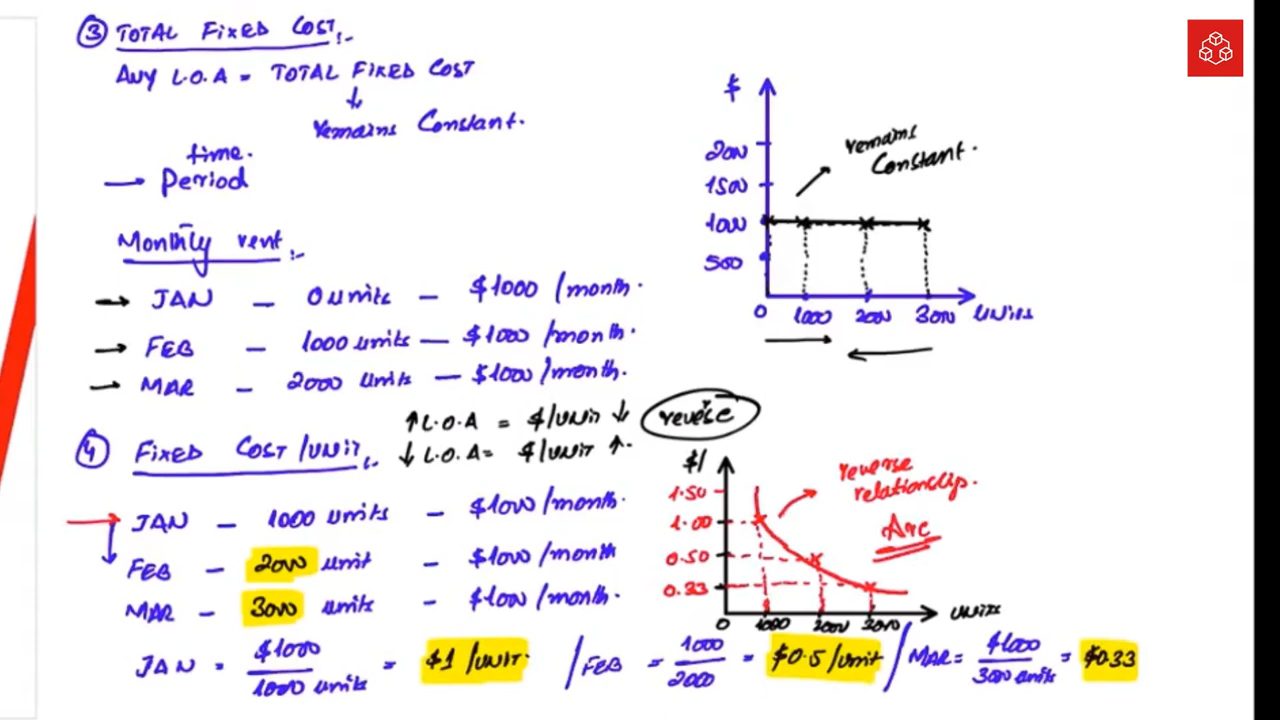 ③ TOTAL FIXED COST :-
ANY L.O.A = TOTAL FIXED COST
↓
remains Constant.
time.
→ Period
Monthly rent :-
→ JAN - 0 units - $1000 /month.
→ FEB - 1000 units - $1000 /month.
→ MAR - 2000 units - $1000 /month.
$
2000
1500
1000
500
0 1000 2000 3000 UNITS
remains
Constant.
④ FIXED COST/UNIT :-
↑ L.O.A = $/UNIT ↓
↓ L.O.A = $/UNIT ↑.
reverse
JAN - 1000 units - $1000 /month.
FEB - 2000 unit - $1000 /month
MAR - 3000 units - $1000 /month.
$/
1.50
1.00
0.50
0.33
0 1000 2000 3000 UNITS
reverse
relationship.
Arc
JAN = $1000 / 1000 units = $1 /UNIT. / FEB = 1000 / 2000 = $0.5/Unit / MAR = $1000 / 3000 units = $0.33